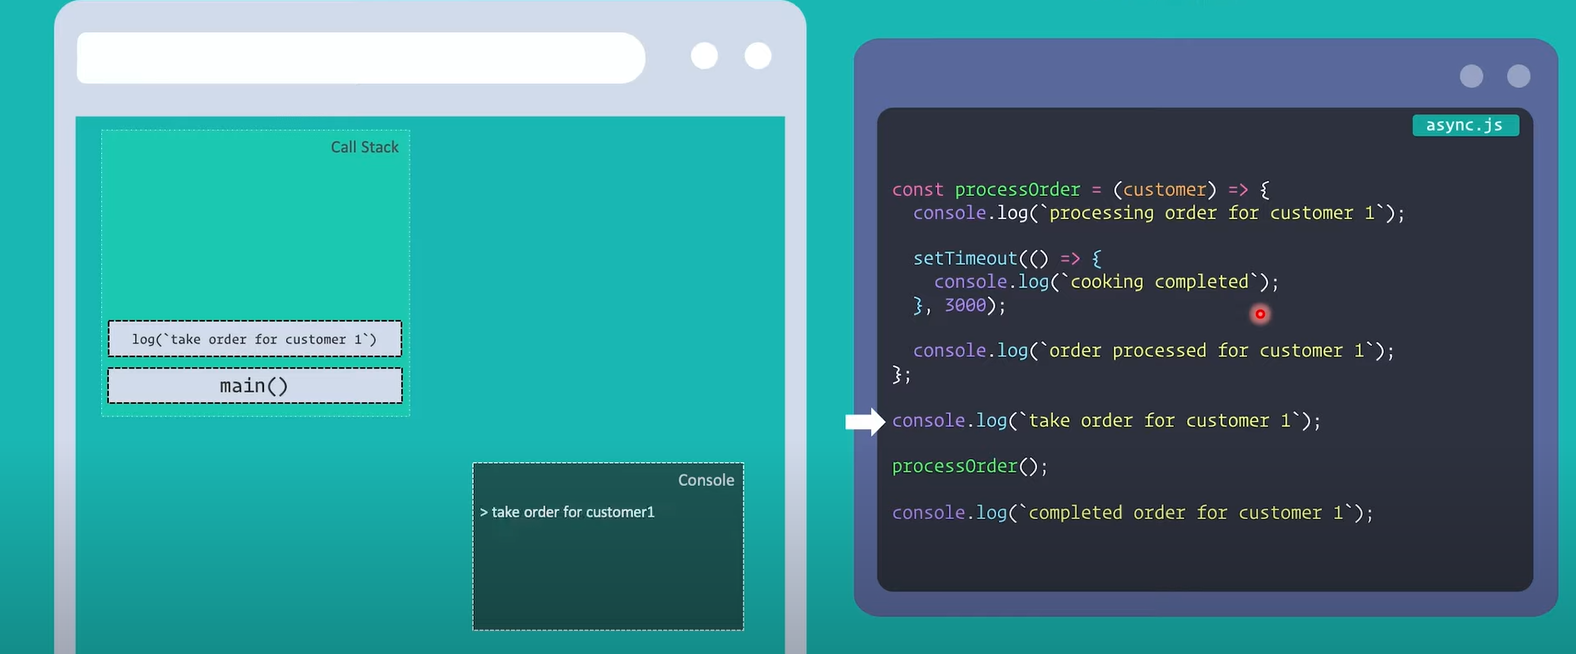 Call Stack
log(`take order for customer 1`)
main()
Console
> take order for customer1
async.js
const processOrder = (customer) => {
console.log(`processing order for customer 1`);
setTimeout(() => {
console.log(`cooking completed`);
}, 3000);
console.log(`order processed for customer 1`);
};
console.log(`take order for customer 1`);
processOrder();
console.log(`completed order for customer 1`);